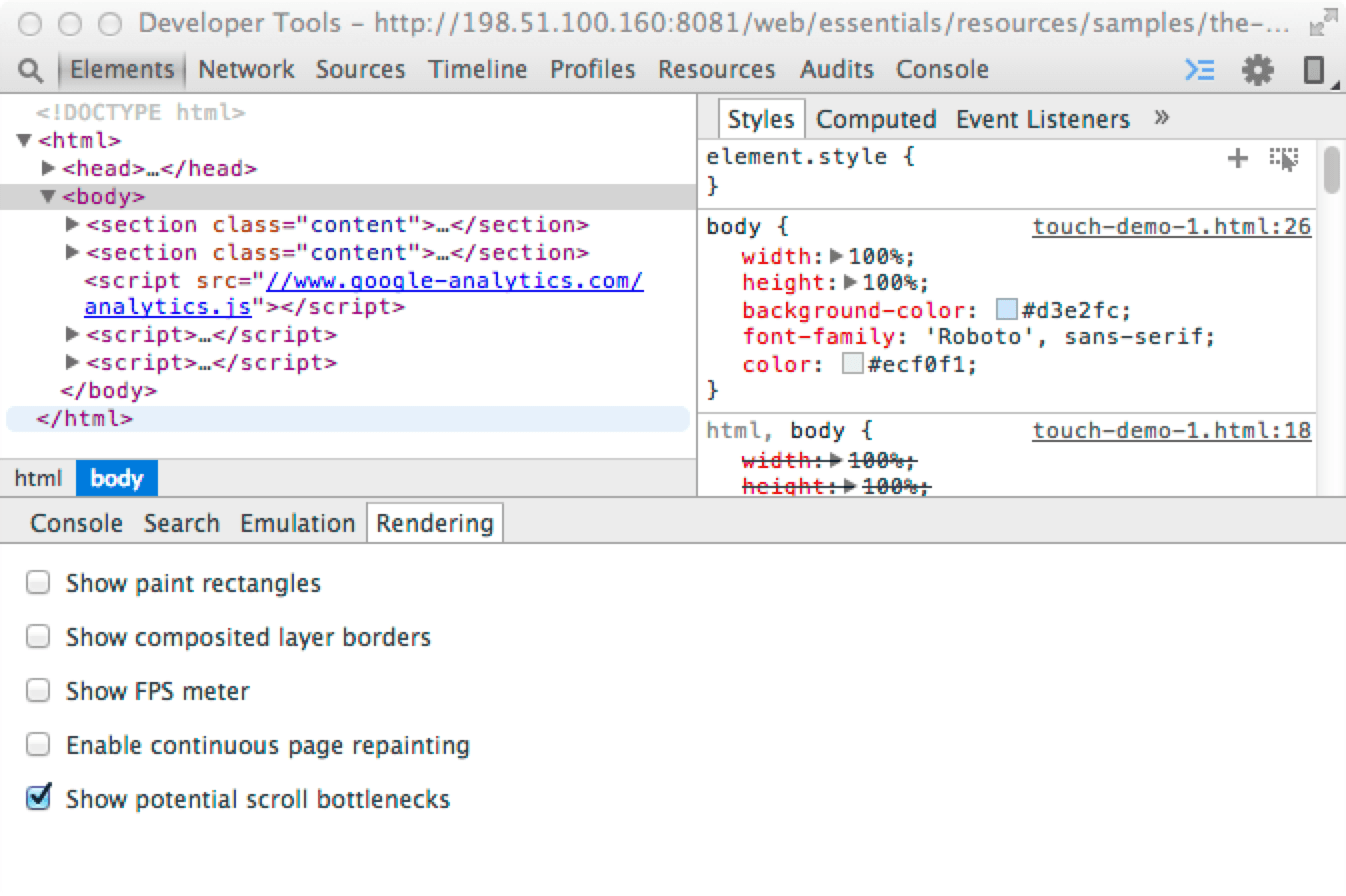 Developer Tools – http://198.51.100.160:8081/web/essentials/resources/samples/the-...
Elements Network Sources Timeline Profiles Resources Audits Console
<!DOCTYPE html>
▼<html>
▶<head>…</head>
▼<body>
▶<section class="content">…</section>
▶<section class="content">…</section>
<script src="//www.google-analytics.com/
analytics.js"></script>
▶<script>…</script>
▶<script>…</script>
</body>
</html>
html body
Styles Computed Event Listeners »
element.style {
}
body { touch-demo-1.html:26
width:▶100%;
height:▶100%;
background-color: #d3e2fc;
font-family: 'Roboto', sans-serif;
color: #ecf0f1;
}
html, body { touch-demo-1.html:18
width:▶100%;
height:▶100%;
Console Search Emulation Rendering
Show paint rectangles
Show composited layer borders
Show FPS meter
Enable continuous page repainting
Show potential scroll bottlenecks